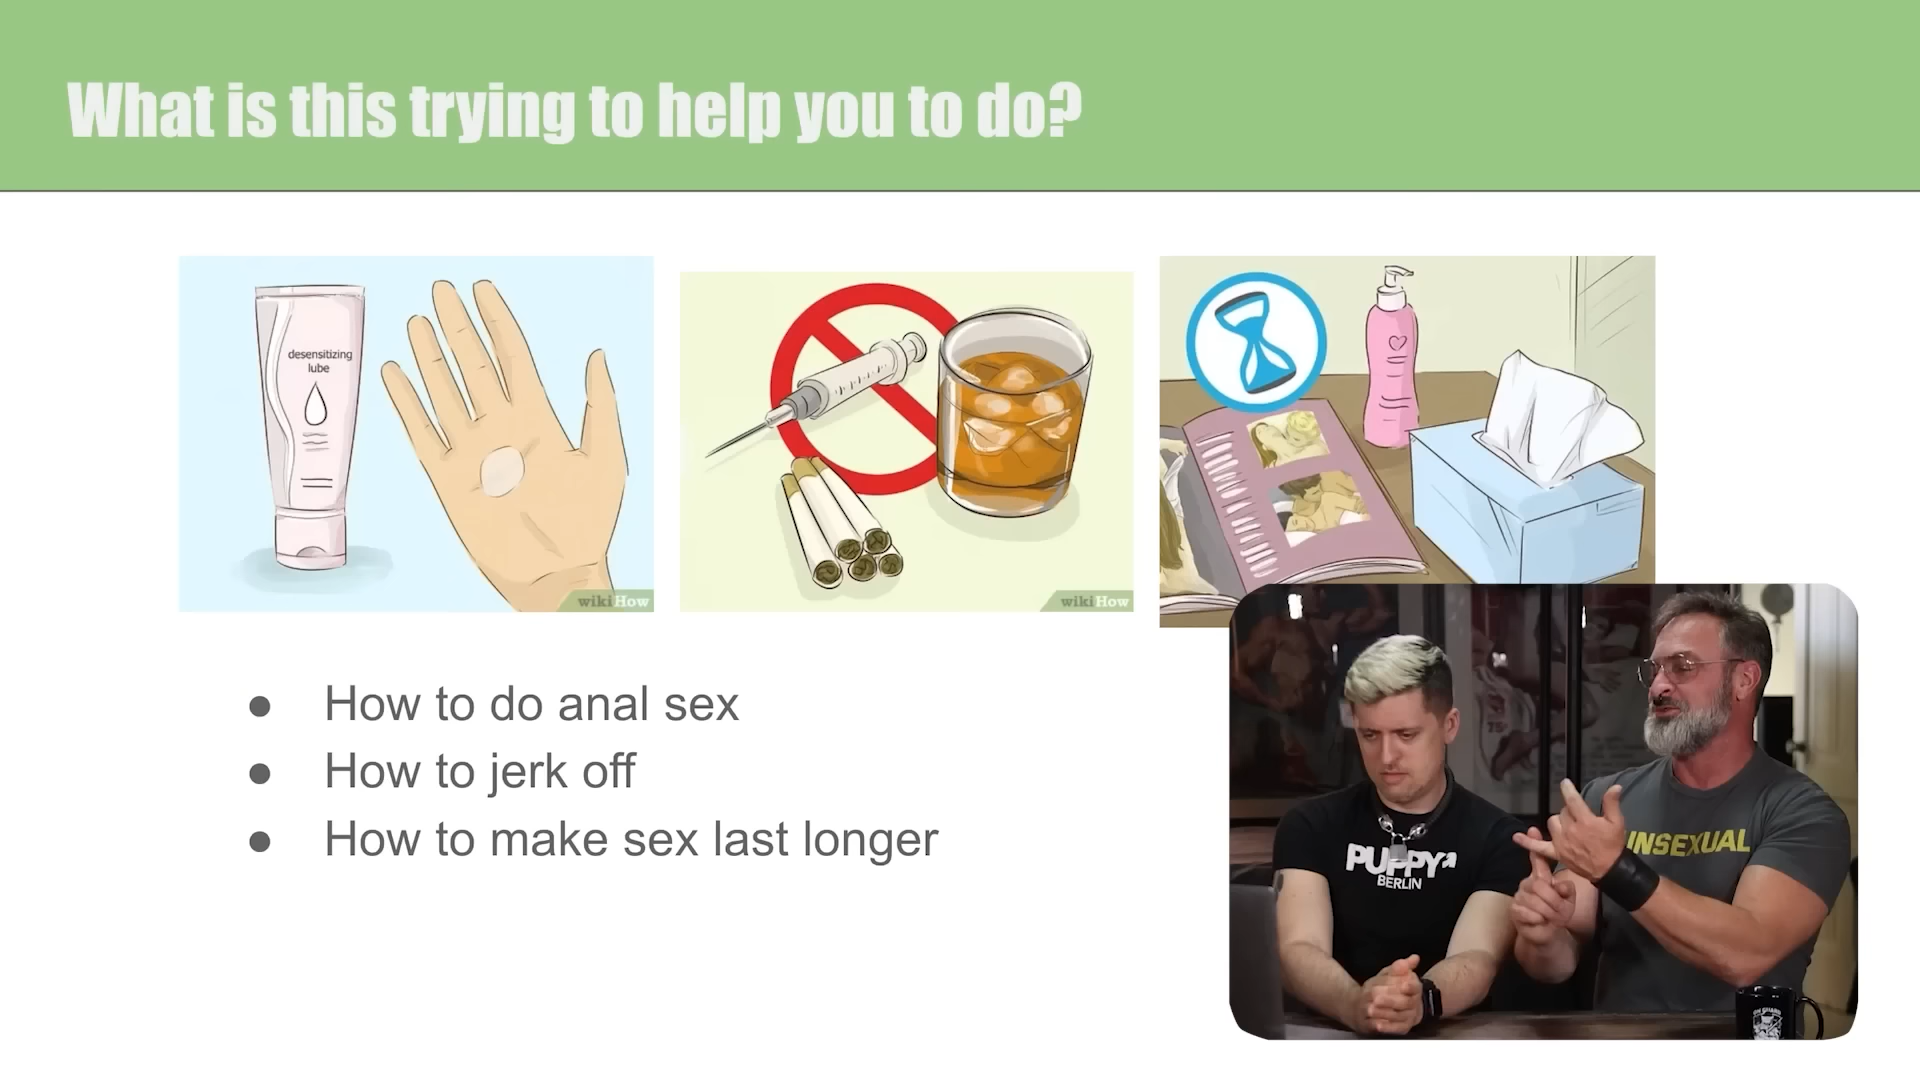 What is this trying to help you to do?
desensitizing
lube
wikiHow
wikiHow
How to do anal sex
How to jerk off
How to make sex last longer
PUPPY
BERLIN
UNSEXUAL